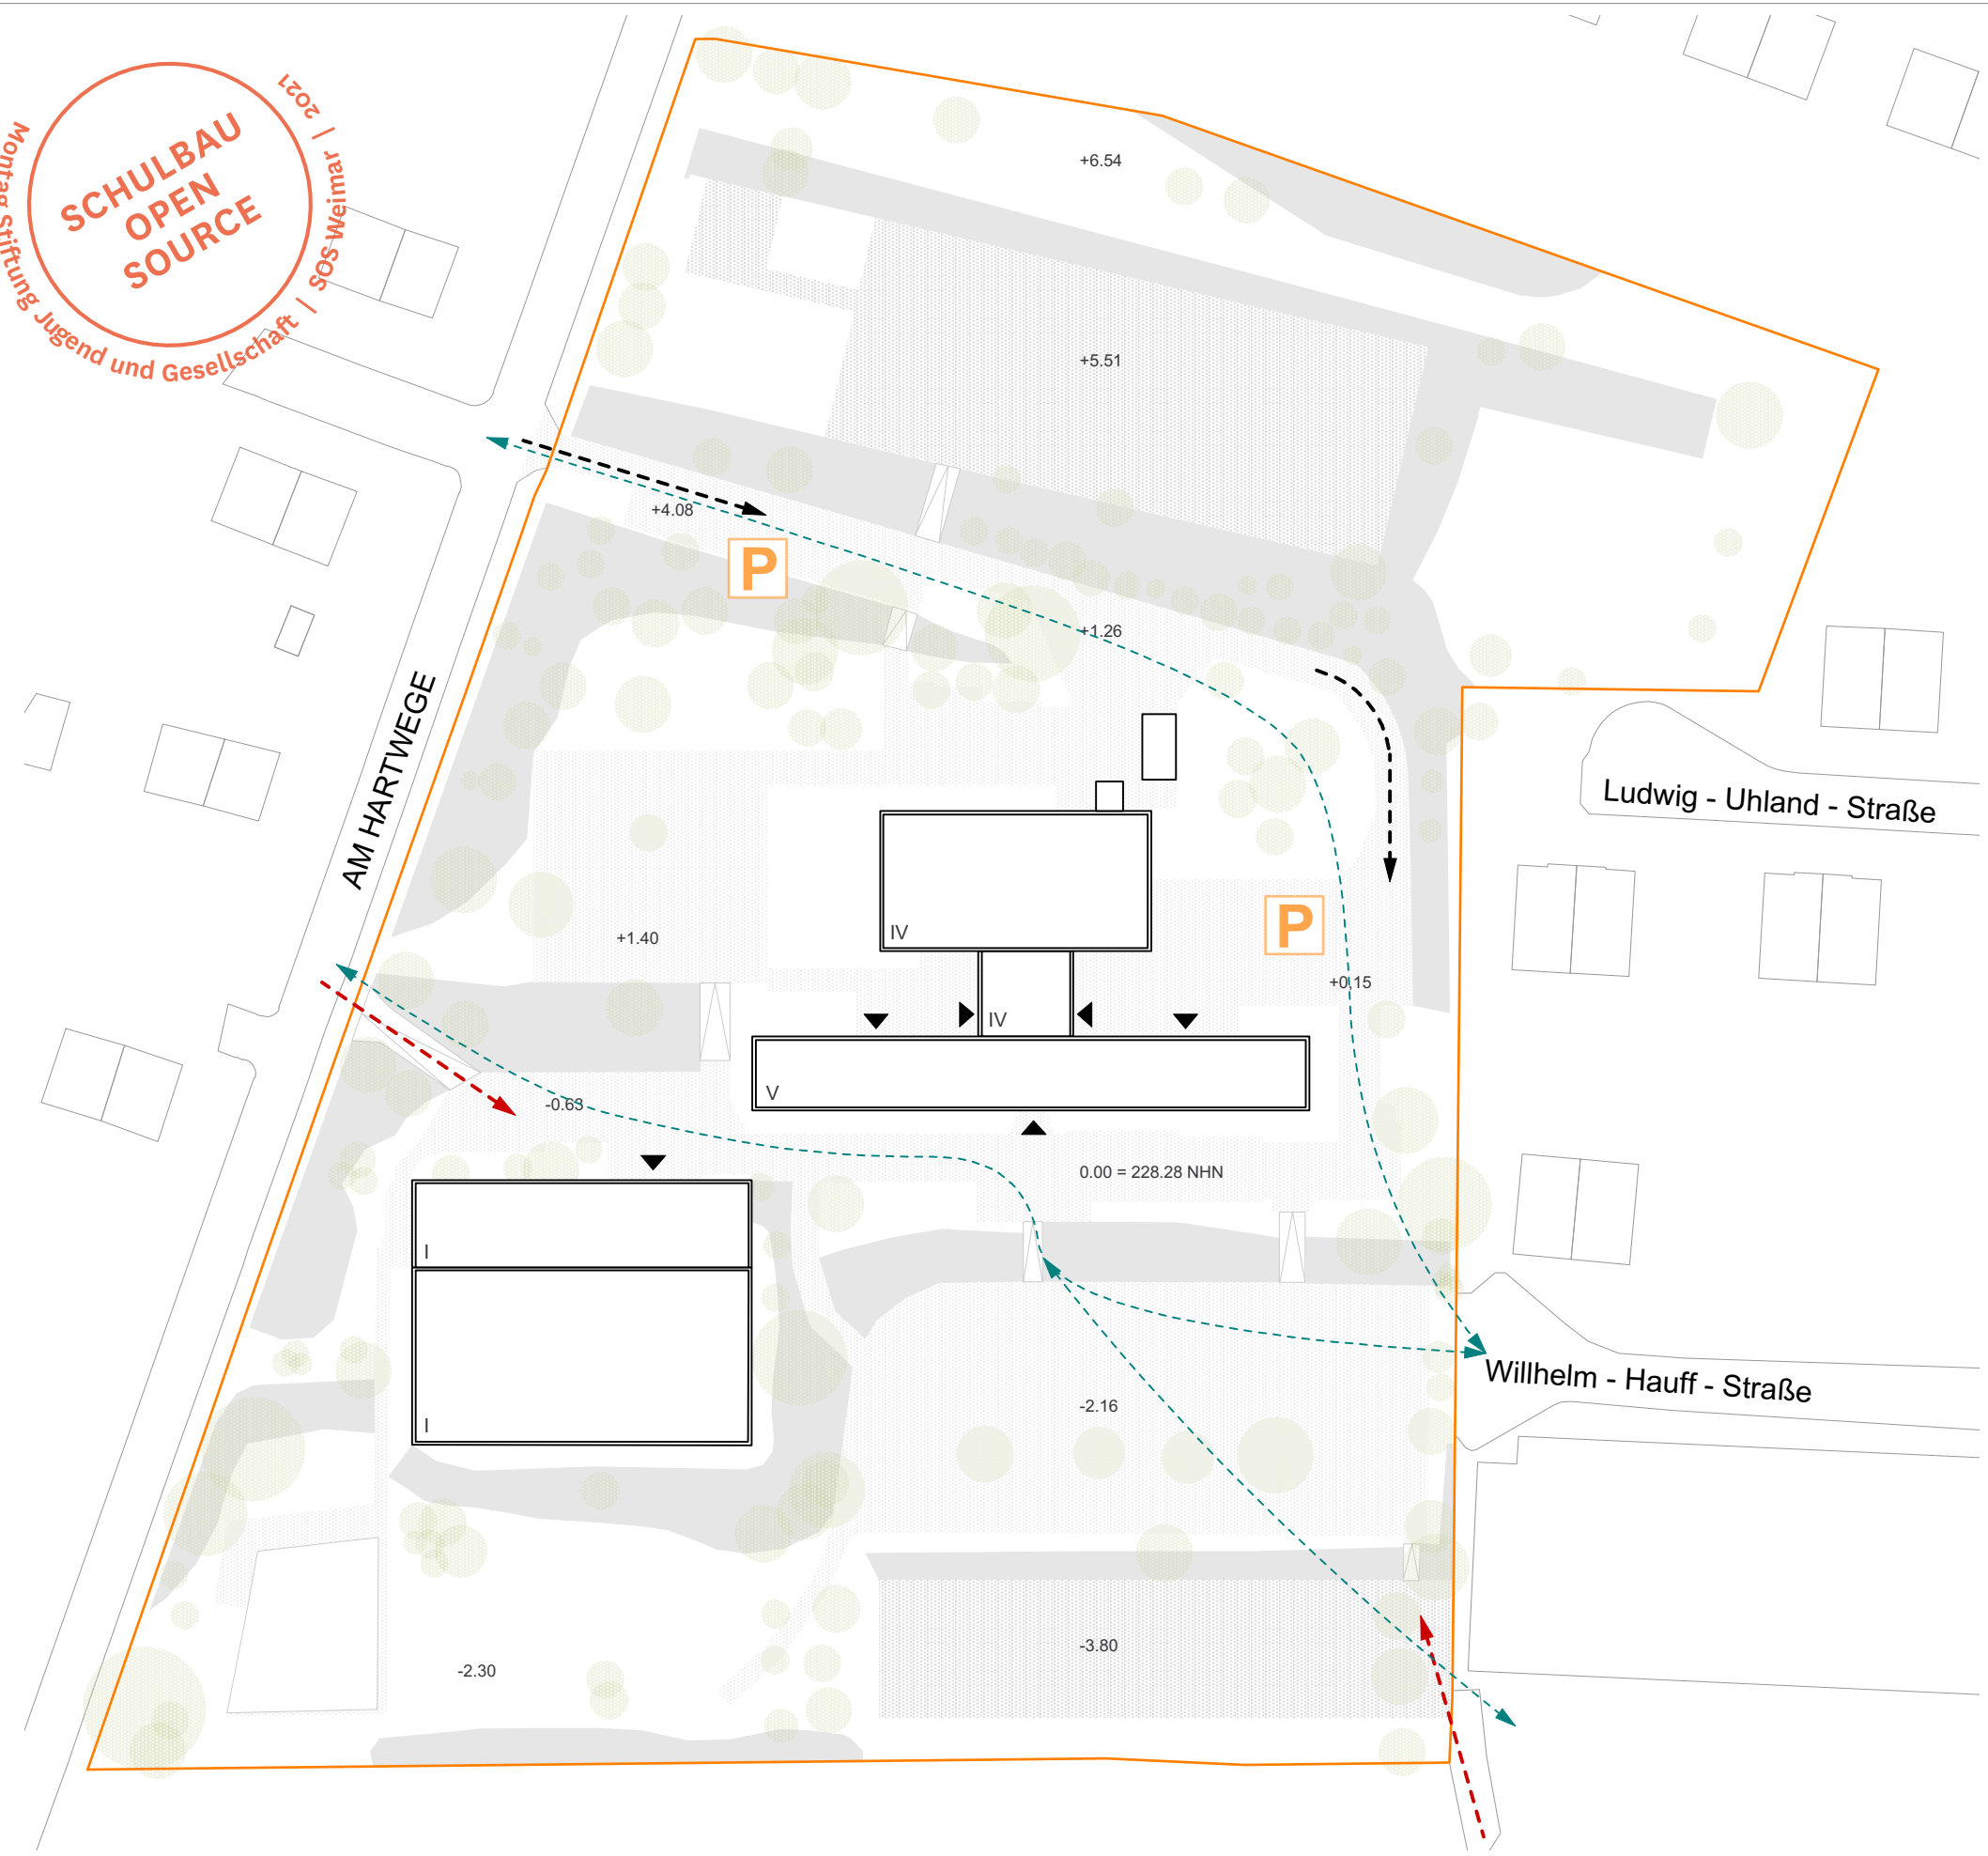 SCHULBAU
OPEN
SOURCE
Montag Stiftung Jugend und Gesellschaft | SOS Weimar | 2021
+6.54
+5.51
+4.08
P
+1.26
AM HARTWEGE
Ludwig - Uhland - Straße
IV
P
+1.40
+0.15
IV
V
-0.63
0.00 = 228.28 NHN
I
Willhelm - Hauff - Straße
-2.16
I
-3.80
-2.30